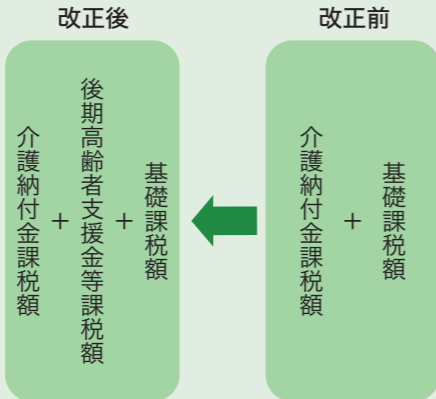 改正前
基礎課税額
+
介護納付金課税額
改正後
基礎課税額
+
後期高齢者支援金等課税額
+
介護納付金課税額